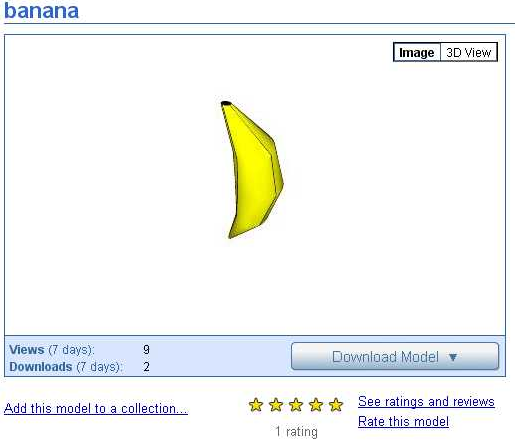 banana
Image 3D View
Views (7 days): 9
Downloads (7 days): 2
Download Model ▼
Add this model to a collection...
See ratings and reviews
Rate this model
1 rating